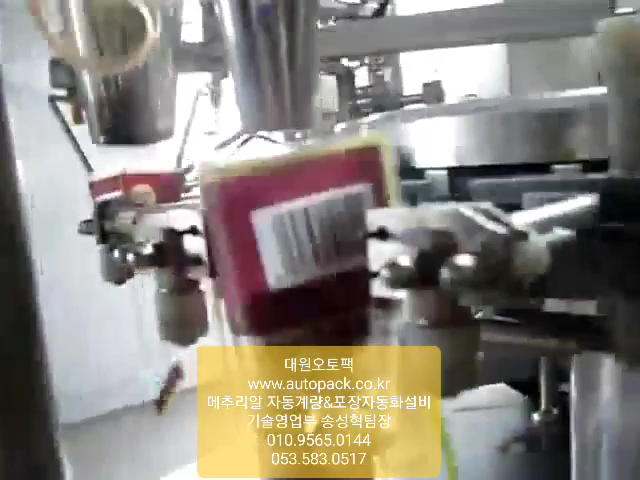 대원오토팩
www.autopack.co.kr
메추리알 자동계량&포장자동화설비
기술영업부 송성혁팀장
010.9565.0144
053.583.0517